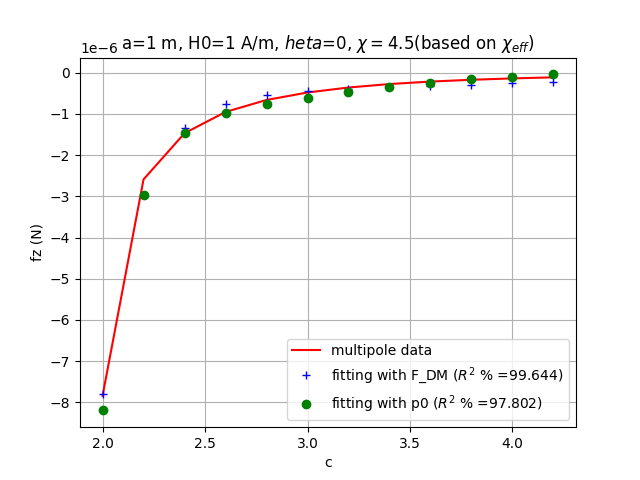 1e−6 a=1 m, H0=1 A/m, heta=0, χ = 4.5(based on χ_eff)
0
−1
−2
−3
−4
−5
−6
−7
−8
fz (N)
multipole data
fitting with F_DM (R² % =99.644)
fitting with p0 (R² % =97.802)
2.0 2.5 3.0 3.5 4.0
c